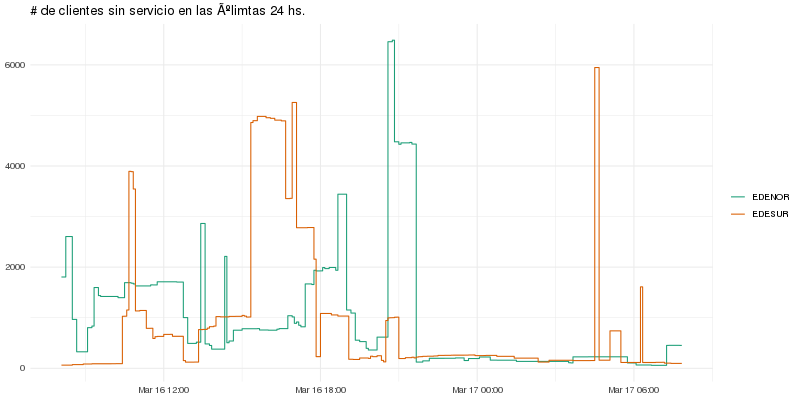 # de clientes sin servicio en las Ãºlimtas 24 hs.
6000
4000
2000
0
Mar 16 12:00
Mar 16 18:00
Mar 17 00:00
Mar 17 06:00
EDENOR
EDESUR